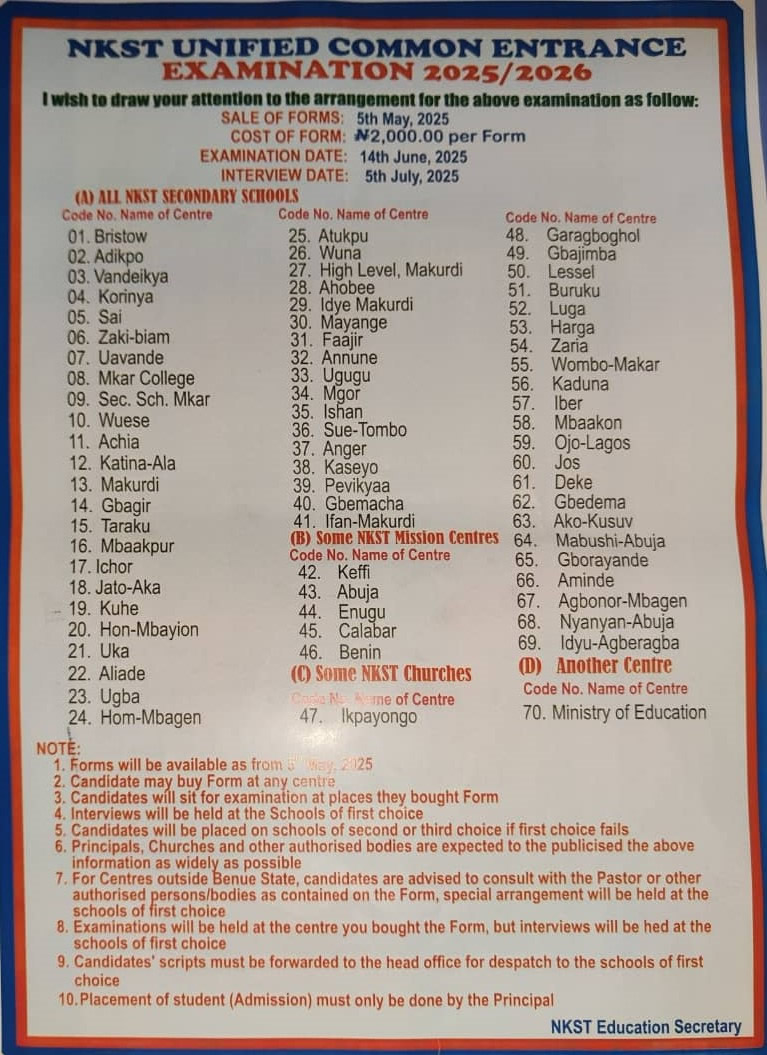 NKST UNIFIED COMMON ENTRANCE
EXAMINATION 2025/2026
I wish to draw your attention to the arrangement for the above examination as follow:
SALE OF FORMS: 5th May, 2025
COST OF FORM: ₦2,000.00 per Form
EXAMINATION DATE: 14th June, 2025
INTERVIEW DATE: 5th July, 2025
(A) ALL NKST SECONDARY SCHOOLS
Code No. Name of Centre
01. Bristow
02. Adikpo
03. Vandeikya
04. Korinya
05. Sai
06. Zaki-biam
07. Uavande
08. Mkar College
09. Sec. Sch. Mkar
10. Wuese
11. Achia
12. Katina-Ala
13. Makurdi
14. Gbagir
15. Taraku
16. Mbaakpur
17. Ichor
18. Jato-Aka
19. Kuhe
20. Hon-Mbayion
21. Uka
22. Aliade
23. Ugba
24. Hom-Mbagen
Code No. Name of Centre
25. Atukpu
26. Wuna
27. High Level, Makurdi
28. Ahobee
29. Idye Makurdi
30. Mayange
31. Faajir
32. Annune
33. Ugugu
34. Mgor
35. Ishan
36. Sue-Tombo
37. Anger
38. Kaseyo
39. Pevikyaa
40. Gbemacha
41. Ifan-Makurdi
(B) Some NKST Mission Centres
Code No. Name of Centre
42. Keffi
43. Abuja
44. Enugu
45. Calabar
46. Benin
(C) Some NKST Churches
Code No. Name of Centre
47. Ikpayongo
Code No. Name of Centre
48. Garagboghol
49. Gbajimba
50. Lessel
51. Buruku
52. Luga
53. Harga
54. Zaria
55. Wombo-Makar
56. Kaduna
57. Iber
58. Mbaakon
59. Ojo-Lagos
60. Jos
61. Deke
62. Gbedema
63. Ako-Kusuv
64. Mabushi-Abuja
65. Gborayande
66. Aminde
67. Agbonor-Mbagen
68. Nyanyan-Abuja
69. Idyu-Agberagba
(D) Another Centre
Code No. Name of Centre
70. Ministry of Education
NOTE:
1. Forms will be available as from 5th May, 2025
2. Candidate may buy Form at any centre
3. Candidates will sit for examination at places they bought Form
4. Interviews will be held at the Schools of first choice
5. Candidates will be placed on schools of second or third choice if first choice fails
6. Principals, Churches and other authorised bodies are expected to the publicised the above
information as widely as possible
7. For Centres outside Benue State, candidates are advised to consult with the Pastor or other
authorised persons/bodies as contained on the Form, special arrangement will be held at the
schools of first choice
8. Examinations will be held at the centre you bought the Form, but interviews will be hed at the
schools of first choice
9. Candidates' scripts must be forwarded to the head office for despatch to the schools of first
choice
10. Placement of student (Admission) must only be done by the Principal
NKST Education Secretary